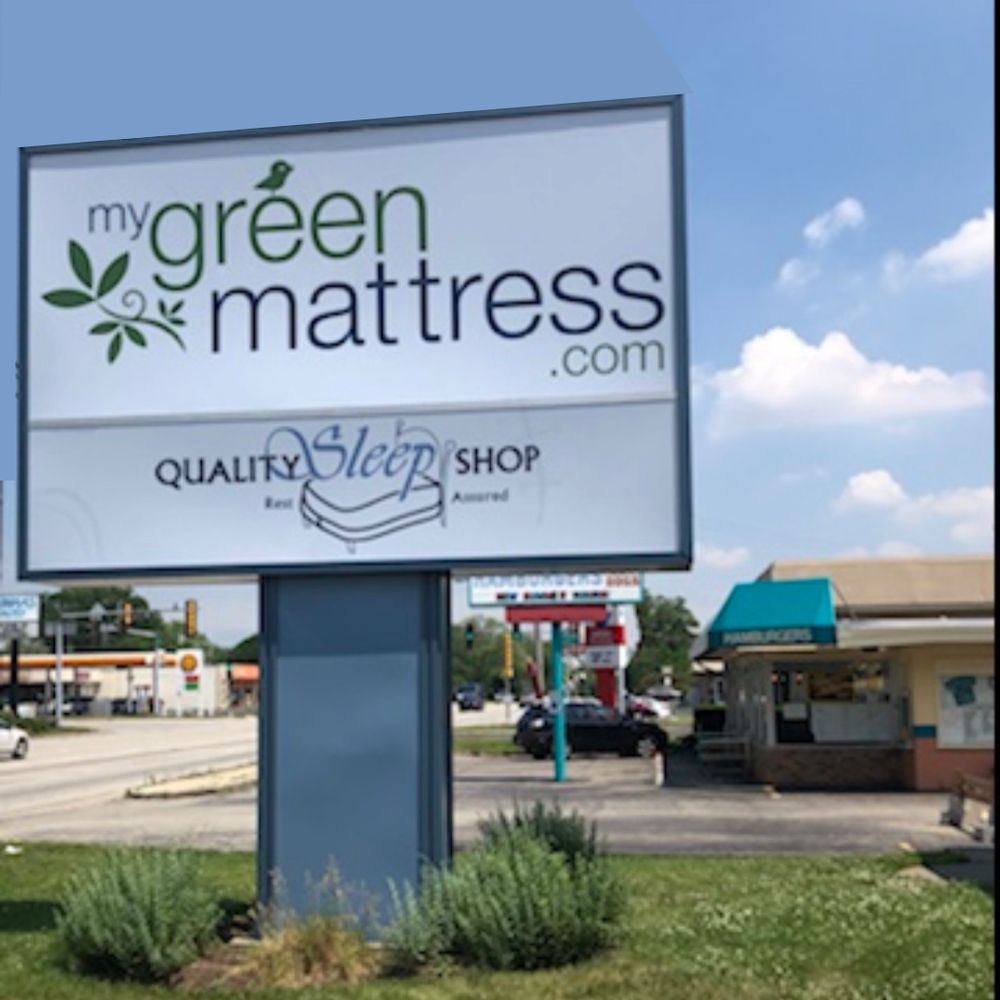 my green
mattress
.com
QUALITY Sleep SHOP
Rest Assured
HAMBURGERS
HAMBURGERS